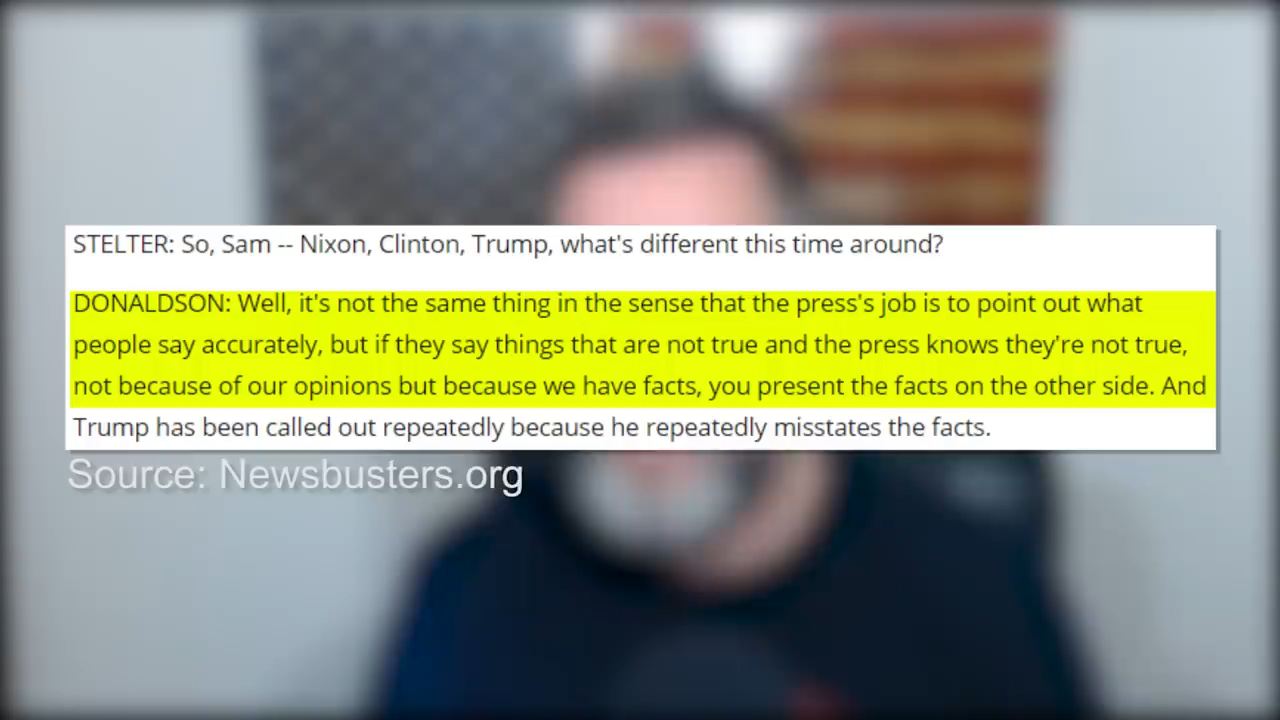 STELTER: So, Sam -- Nixon, Clinton, Trump, what's different this time around?
DONALDSON: Well, it's not the same thing in the sense that the press's job is to point out what
people say accurately, but if they say things that are not true and the press knows they're not true,
not because of our opinions but because we have facts, you present the facts on the other side. And
Trump has been called out repeatedly because he repeatedly misstates the facts.
Source: Newsbusters.org